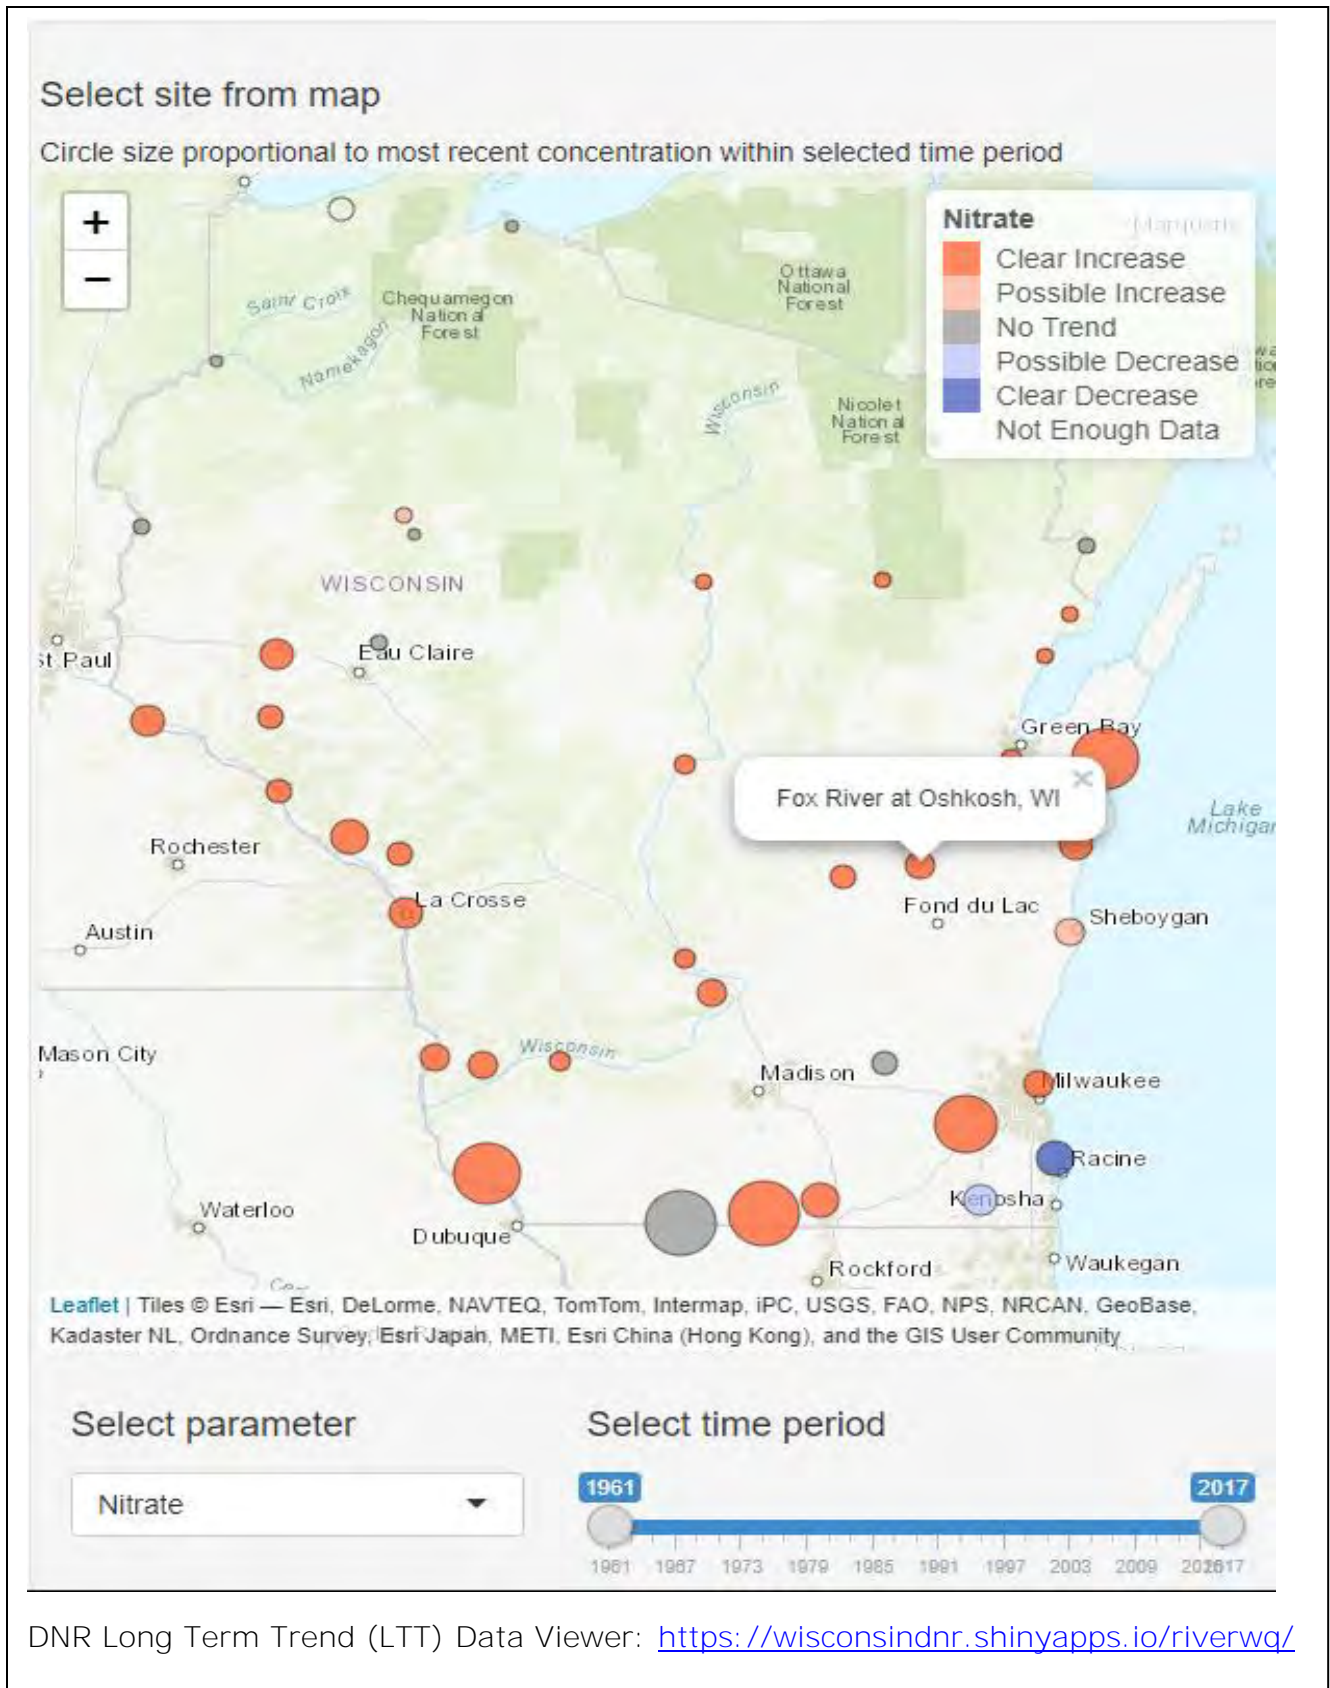 Select site from map
Circle size proportional to most recent concentration within selected time period
+
−
Nitrate
Clear Increase
Possible Increase
No Trend
Possible Decrease
Clear Decrease
Not Enough Data
Marquette
Ottawa
National
Forest
Saint Croix
Chequamegon
National
Forest
Namekagon
Wisconsin
Nicolet
National
Forest
WISCONSIN
St Paul
Eau Claire
Green Bay
Fox River at Oshkosh, WI
×
Lake
Michigan
Rochester
La Crosse
Fond du Lac
Sheboygan
Austin
Mason City
Wisconsin
Madison
Milwaukee
Racine
Kenosha
Waterloo
Dubuque
Rockford
Waukegan
Leaflet | Tiles © Esri — Esri, DeLorme, NAVTEQ, TomTom, Intermap, iPC, USGS, FAO, NPS, NRCAN, GeoBase,
Kadaster NL, Ordnance Survey, Esri Japan, METI, Esri China (Hong Kong), and the GIS User Community
Select parameter
Select time period
Nitrate
1961
2017
1961 1967 1973 1979 1985 1991 1997 2003 2009 2017
DNR Long Term Trend (LTT) Data Viewer: https://wisconsindnr.shinyapps.io/riverwq/